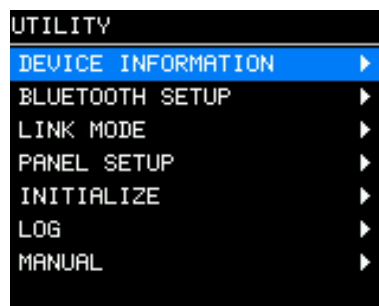 UTILITY
DEVICE INFORMATION
BLUETOOTH SETUP
LINK MODE
PANEL SETUP
INITIALIZE
LOG
MANUAL